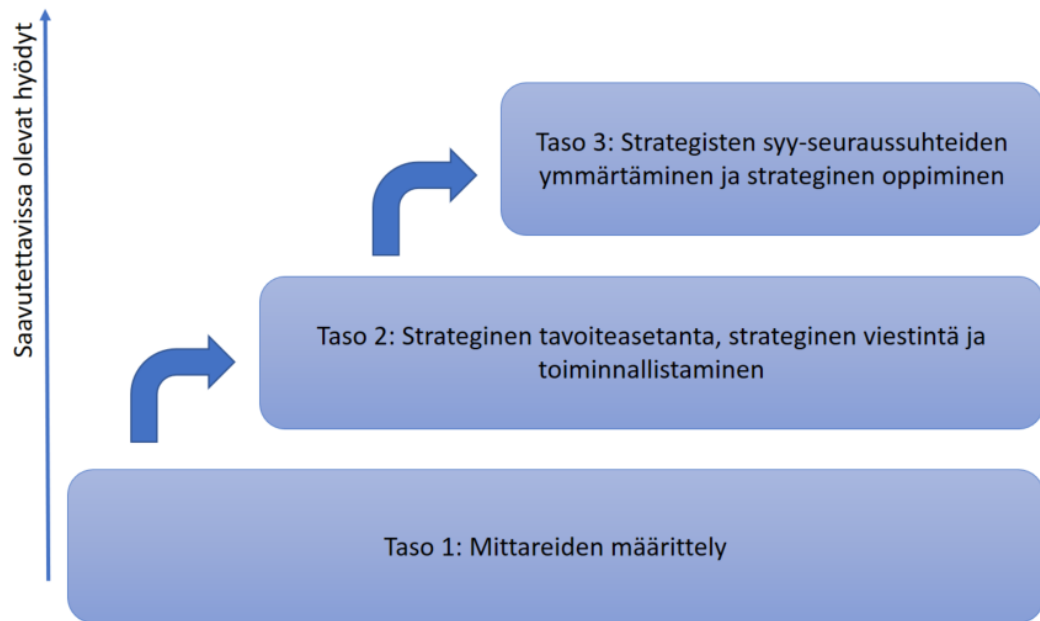 Saavutettavissa olevat hyödyt
Taso 3: Strategisten syy-seuraussuhteiden
ymmärtäminen ja strateginen oppiminen
Taso 2: Strateginen tavoiteasetanta, strateginen viestintä ja
toiminnallistaminen
Taso 1: Mittareiden määrittely